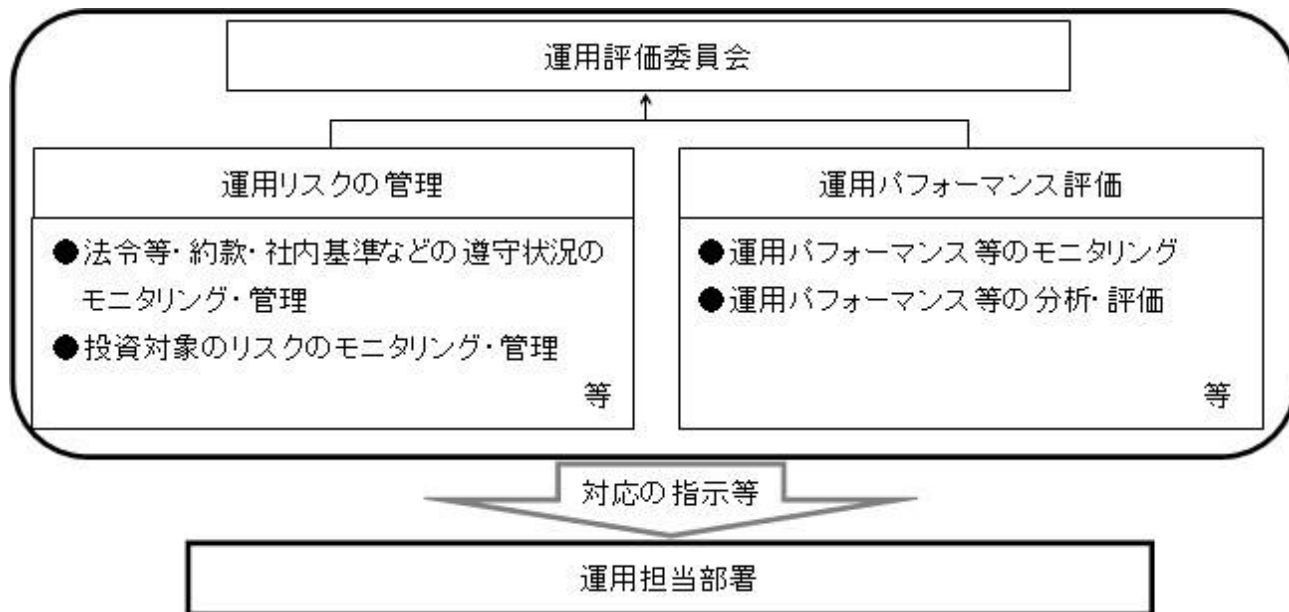 運用評価委員会
運用リスクの管理
●法令等・約款・社内基準などの遵守状況の
モニタリング・管理
●投資対象のリスクのモニタリング・管理
等
運用パフォーマンス評価
●運用パフォーマンス等のモニタリング
●運用パフォーマンス等の分析・評価
等
対応の指示等
運用担当部署